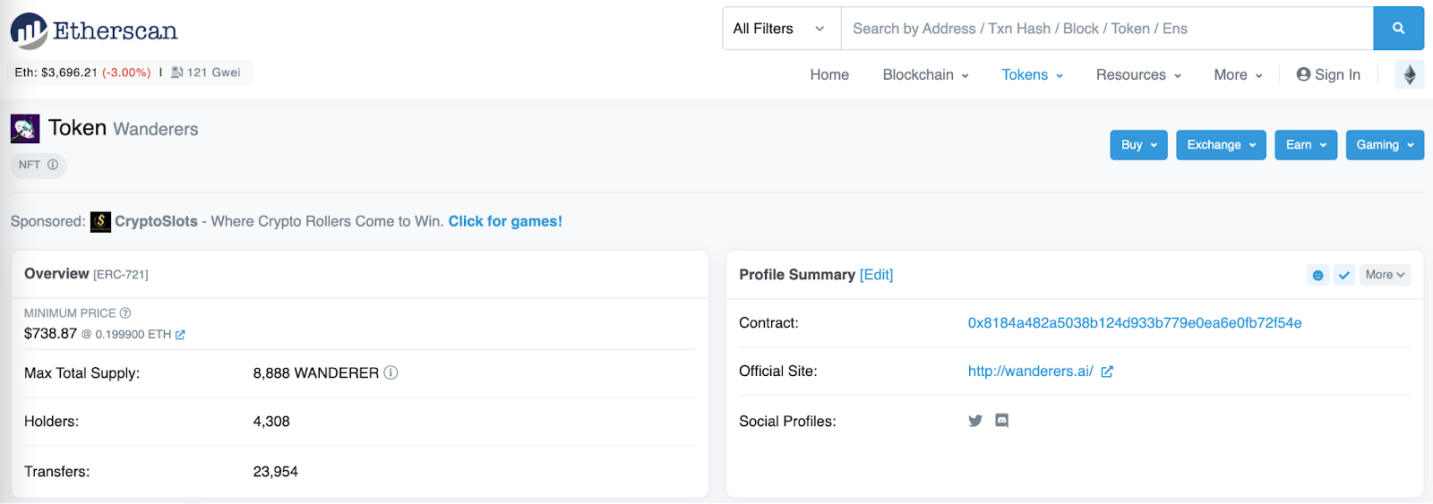 Etherscan
All Filters
Search by Address / Txn Hash / Block / Token / Ens
Eth: $3,696.21 (-3.00%) | 121 Gwei
Home Blockchain Tokens Resources More Sign In
Token Wanderers
NFT
Buy Exchange Earn Gaming
Sponsored: CryptoSlots - Where Crypto Rollers Come to Win. Click for games!
Overview [ERC-721]
MINIMUM PRICE
$738.87 @ 0.199900 ETH
Max Total Supply: 8,888 WANDERER
Holders: 4,308
Transfers: 23,954
Profile Summary [Edit]
More
Contract: 0x8184a482a5038b124d933b779e0ea6e0fb72f54e
Official Site: http://wanderers.ai/
Social Profiles: